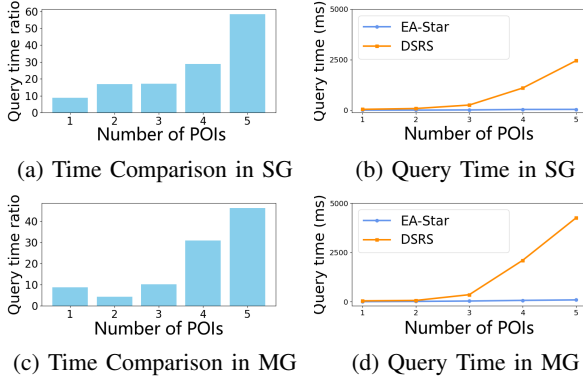 Query time ratio
60
50
40
30
20
10
0
1 2 3 4 5
Number of POIs
(a) Time Comparison in SG
Query time (ms)
5000
2500
0
EA-Star
DSRS
1 2 3 4 5
Number of POIs
(b) Query Time in SG
Query time ratio
40
30
20
10
0
1 2 3 4 5
Number of POIs
(c) Time Comparison in MG
Query time (ms)
5000
2500
0
EA-Star
DSRS
1 2 3 4 5
Number of POIs
(d) Query Time in MG